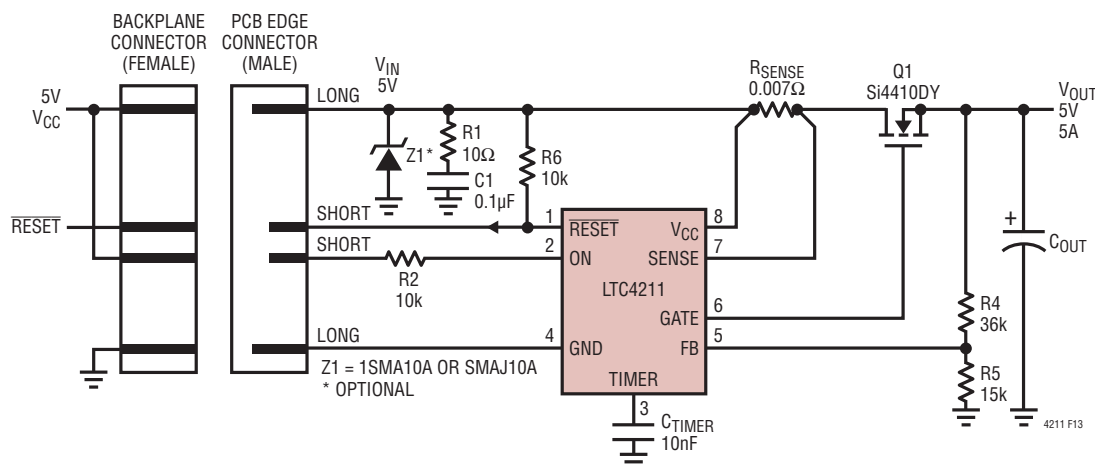 BACKPLANE
CONNECTOR
(FEMALE)
PCB EDGE
CONNECTOR
(MALE)
5V
VCC
RESET
LONG
SHORT
SHORT
LONG
VIN
5V
Z1*
R1
10Ω
C1
0.1µF
R6
10k
R2
10k
Z1 = 1SMA10A OR SMAJ10A
* OPTIONAL
RSENSE
0.007Ω
Q1
Si4410DY
VOUT
5V
5A
1
RESET
2
ON
4
GND
LTC4211
VCC
8
SENSE
7
GATE
6
FB
5
TIMER
3
CTIMER
10nF
+
COUT
R4
36k
R5
15k
4211 F13